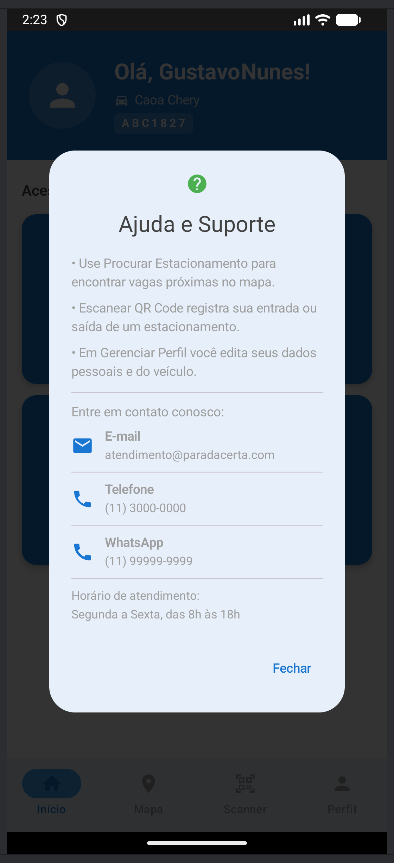 2:23
Olá, GustavoNunes!
Caoa Chery
ABC1827
Aces
Ajuda e Suporte
• Use Procurar Estacionamento para
encontrar vagas próximas no mapa.
• Escanear QR Code registra sua entrada ou
saída de um estacionamento.
• Em Gerenciar Perfil você edita seus dados
pessoais e do veículo.
Entre em contato conosco:
E-mail
atendimento@paradacerta.com
Telefone
(11) 3000-0000
WhatsApp
(11) 99999-9999
Horário de atendimento:
Segunda a Sexta, das 8h às 18h
Fechar
Início Mapa Scanner Perfil